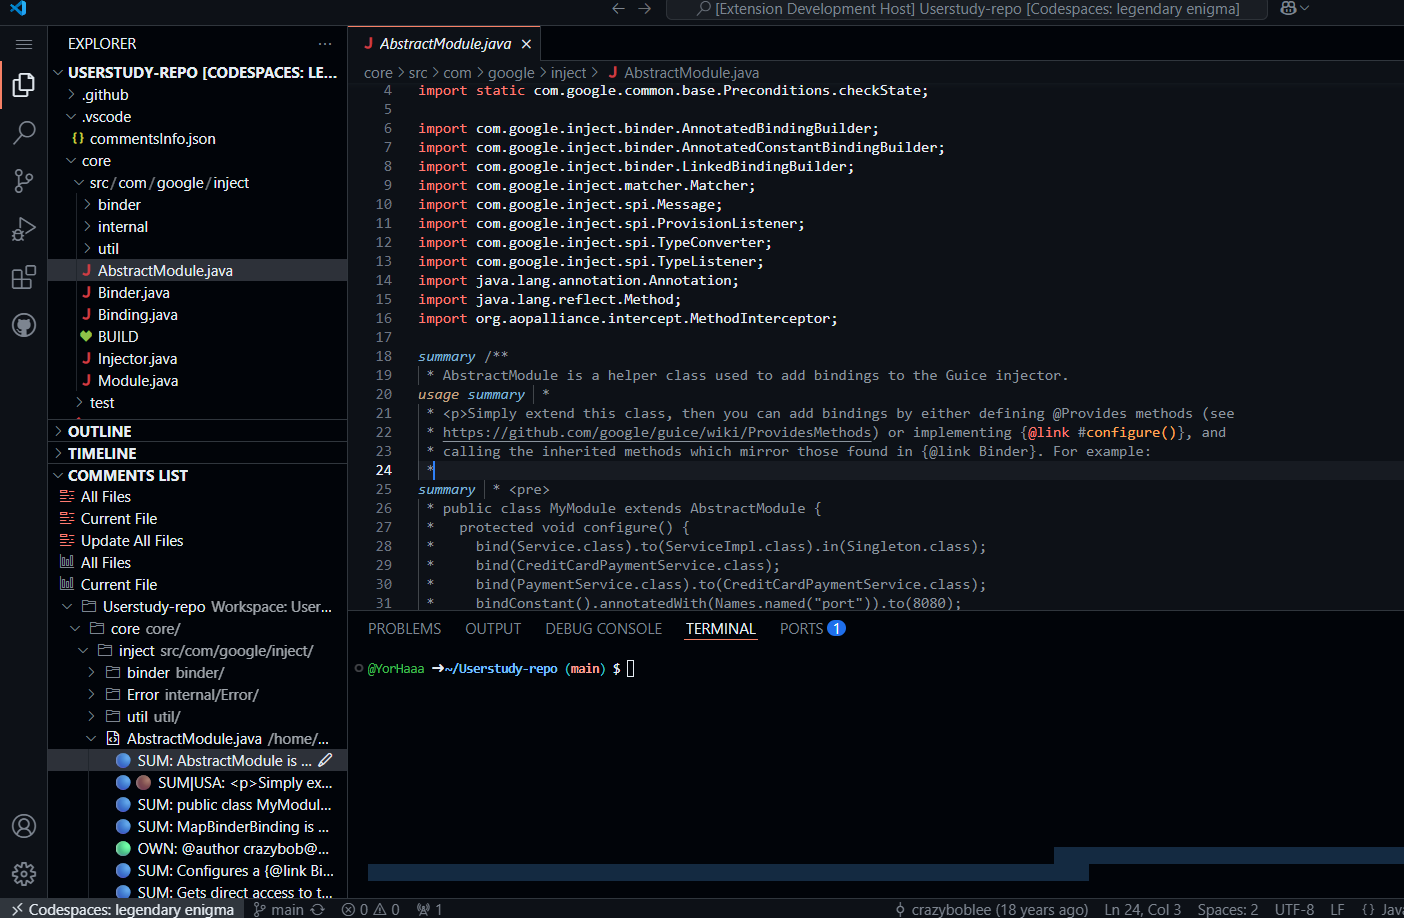 [Extension Development Host] Userstudy-repo [Codespaces: legendary enigma]
EXPLORER
USERSTUDY-REPO [CODESPACES: LE...
.github
.vscode
{} commentsInfo.json
core
src/com/google/inject
binder
internal
util
J AbstractModule.java
J Binder.java
J Binding.java
BUILD
J Injector.java
J Module.java
test
OUTLINE
TIMELINE
COMMENTS LIST
All Files
Current File
Update All Files
All Files
Current File
Userstudy-repo Workspace: User...
core core/
inject src/com/google/inject/
binder binder/
Error internal/Error/
util util/
AbstractModule.java /home/...
SUM: AbstractModule is ...
SUM|USA: <p>Simply ex...
SUM: public class MyModul...
SUM: MapBinderBinding is ...
OWN: @author crazybob@...
SUM: Configures a {@link Bi...
SUM: Gets direct access to t...
J AbstractModule.java
core > src > com > google > inject > J AbstractModule.java
4 import static com.google.common.base.Preconditions.checkState;
5
6 import com.google.inject.binder.AnnotatedBindingBuilder;
7 import com.google.inject.binder.AnnotatedConstantBindingBuilder;
8 import com.google.inject.binder.LinkedBindingBuilder;
9 import com.google.inject.matcher.Matcher;
10 import com.google.inject.spi.Message;
11 import com.google.inject.spi.ProvisionListener;
12 import com.google.inject.spi.TypeConverter;
13 import com.google.inject.spi.TypeListener;
14 import java.lang.annotation.Annotation;
15 import java.lang.reflect.Method;
16 import org.aopalliance.intercept.MethodInterceptor;
17
18 summary /**
19 * AbstractModule is a helper class used to add bindings to the Guice injector.
20 usage summary *
21 * <p>Simply extend this class, then you can add bindings by either defining @Provides methods (see
22 * https://github.com/google/guice/wiki/ProvidesMethods) or implementing {@link #configure()}, and
23 * calling the inherited methods which mirror those found in {@link Binder}. For example:
24 *
25 summary * <pre>
26 * public class MyModule extends AbstractModule {
27 * protected void configure() {
28 * bind(Service.class).to(ServiceImpl.class).in(Singleton.class);
29 * bind(CreditCardPaymentService.class);
30 * bind(PaymentService.class).to(CreditCardPaymentService.class);
31 * bindConstant().annotatedWith(Names.named("port")).to(8080);
PROBLEMS OUTPUT DEBUG CONSOLE TERMINAL PORTS 1
@YorHaaa ➜ ~/Userstudy-repo (main) $
Codespaces: legendary enigma main 0 0 1 crazyboblee (18 years ago) Ln 24, Col 3 Spaces: 2 UTF-8 LF {} Jav